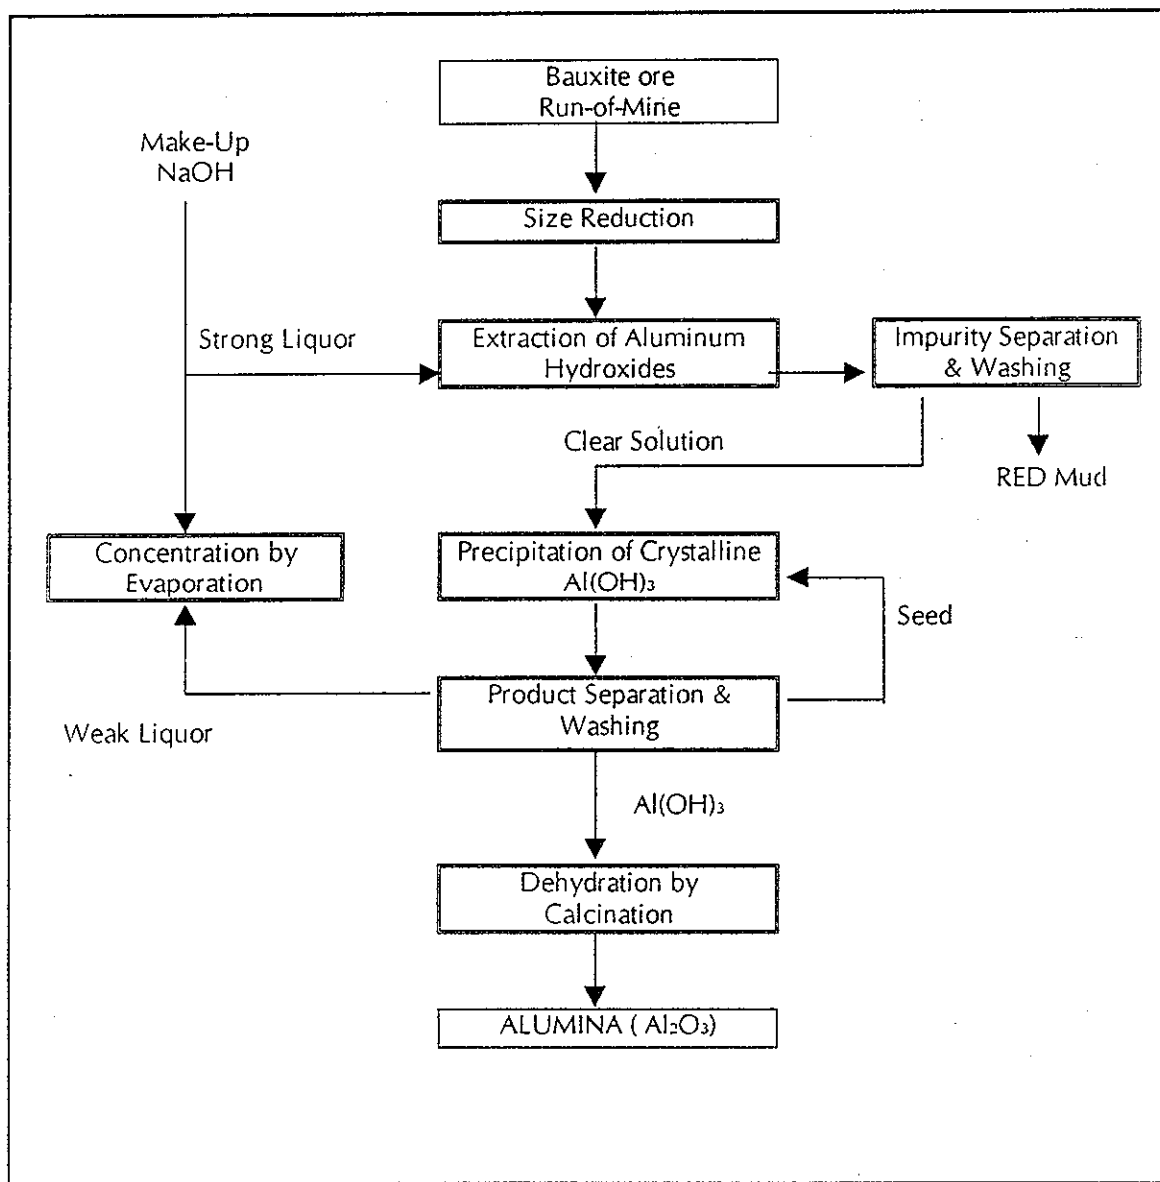 Bauxite ore
Run-of-Mine
Make-Up
NaOH
Size Reduction
Strong Liquor
Extraction of Aluminum
Hydroxides
Impurity Separation
& Washing
Clear Solution
RED Mud
Concentration by
Evaporation
Precipitation of Crystalline
Al(OH)₃
Seed
Product Separation &
Washing
Weak Liquor
Al(OH)₃
Dehydration by
Calcination
ALUMINA ( Al₂O₃)